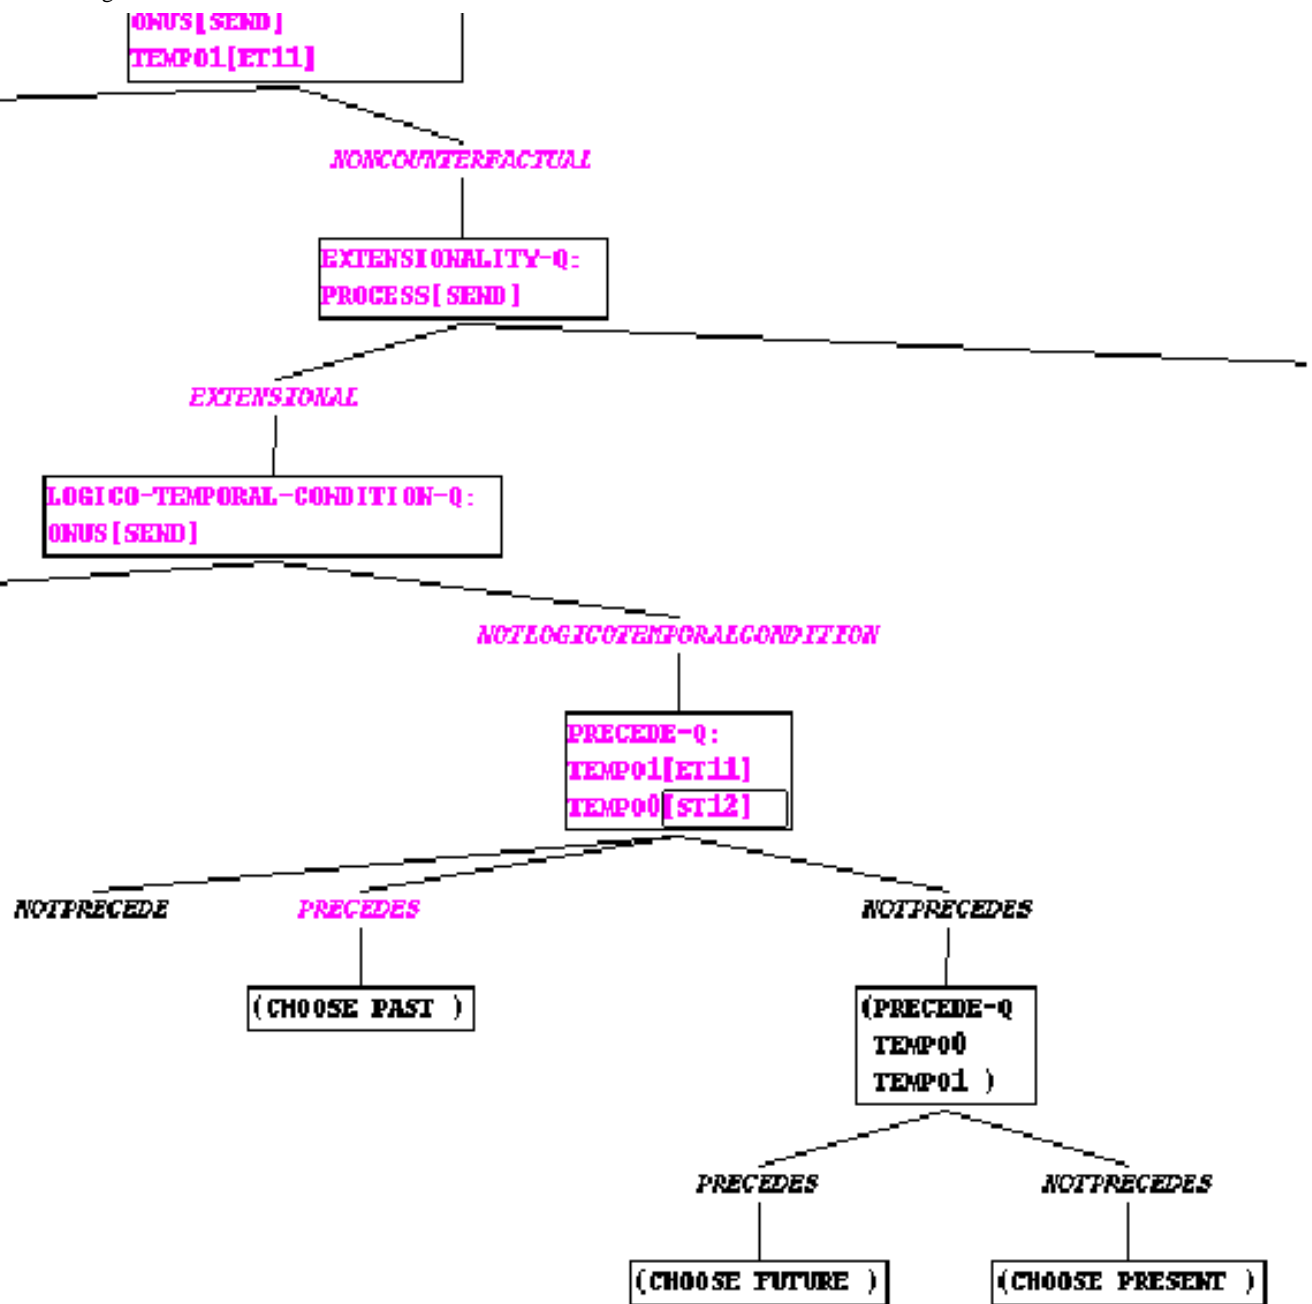 ONUS[SEND]
TEMPO1[ET11]
NONCOUNTERFACTUAL
EXTENSIONALITY-Q:
PROCESS[SEND]
EXTENSIONAL
LOGICO-TEMPORAL-CONDITION-Q:
ONUS[SEND]
NOTLOGICOTEMPORALCONDITION
PRECEDE-Q:
TEMPO1[ET11]
TEMPO0[ST12]
NOTPRECEDE PRECEDES NOTPRECEDES
(CHOOSE PAST )
(PRECEDE-Q
TEMPO0
TEMPO1 )
PRECEDES NOTPRECEDES
(CHOOSE FUTURE ) (CHOOSE PRESENT )